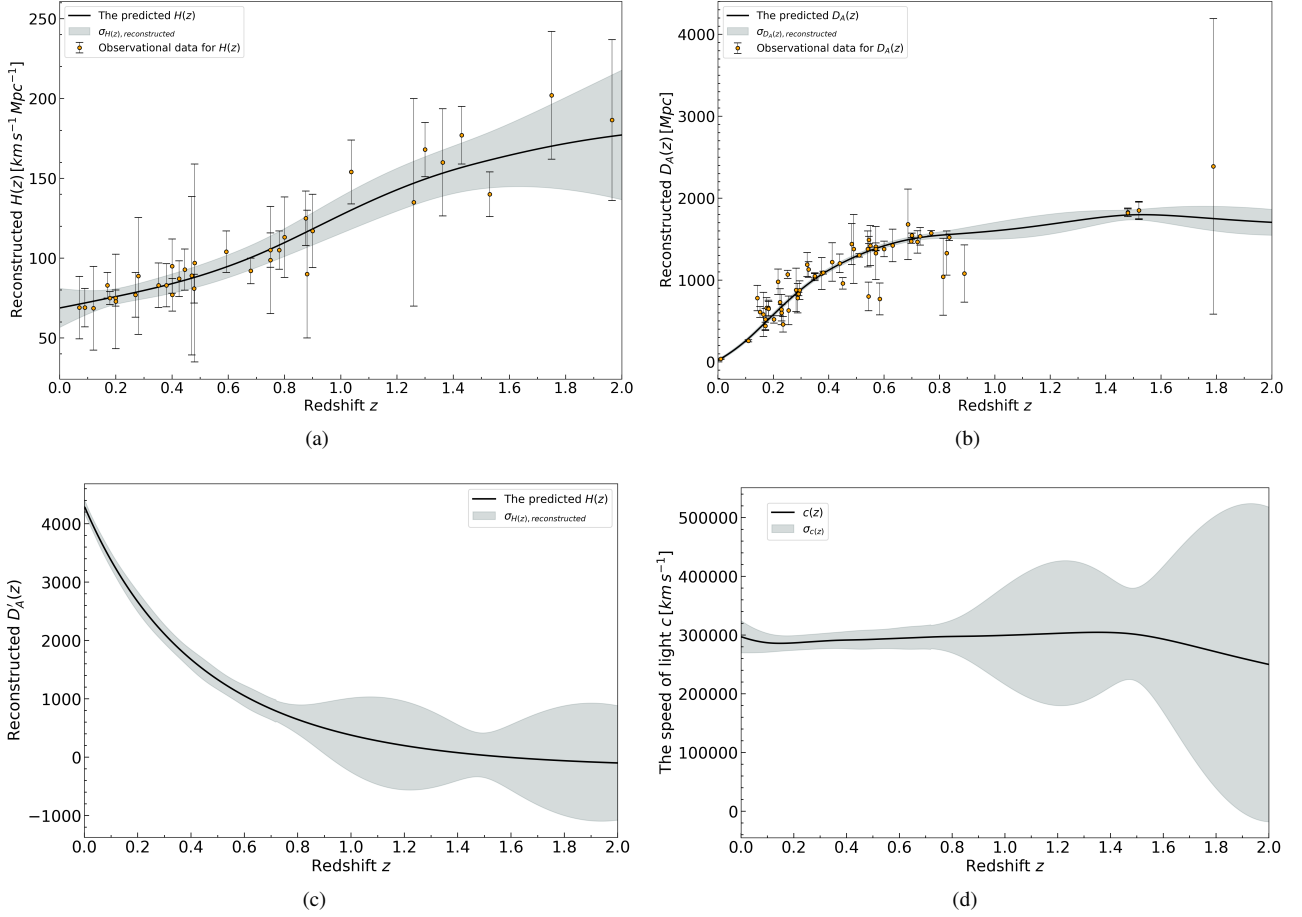 The predicted H(z)
σH(z), reconstructed
Observational data for H(z)
Reconstructed H(z) [km s⁻¹ Mpc⁻¹]
250
200
150
100
50
0.0 0.2 0.4 0.6 0.8 1.0 1.2 1.4 1.6 1.8 2.0
Redshift z
(a)
The predicted DA(z)
σDA(z), reconstructed
Observational data for DA(z)
Reconstructed DA(z) [Mpc]
4000
3000
2000
1000
0
0.0 0.2 0.4 0.6 0.8 1.0 1.2 1.4 1.6 1.8 2.0
Redshift z
(b)
The predicted H(z)
σH(z), reconstructed
Reconstructed D′A(z)
4000
3000
2000
1000
0
−1000
0.0 0.2 0.4 0.6 0.8 1.0 1.2 1.4 1.6 1.8 2.0
Redshift z
(c)
c(z)
σc(z)
The speed of light c [km s⁻¹]
500000
400000
300000
200000
100000
0
0.0 0.2 0.4 0.6 0.8 1.0 1.2 1.4 1.6 1.8 2.0
Redshift z
(d)